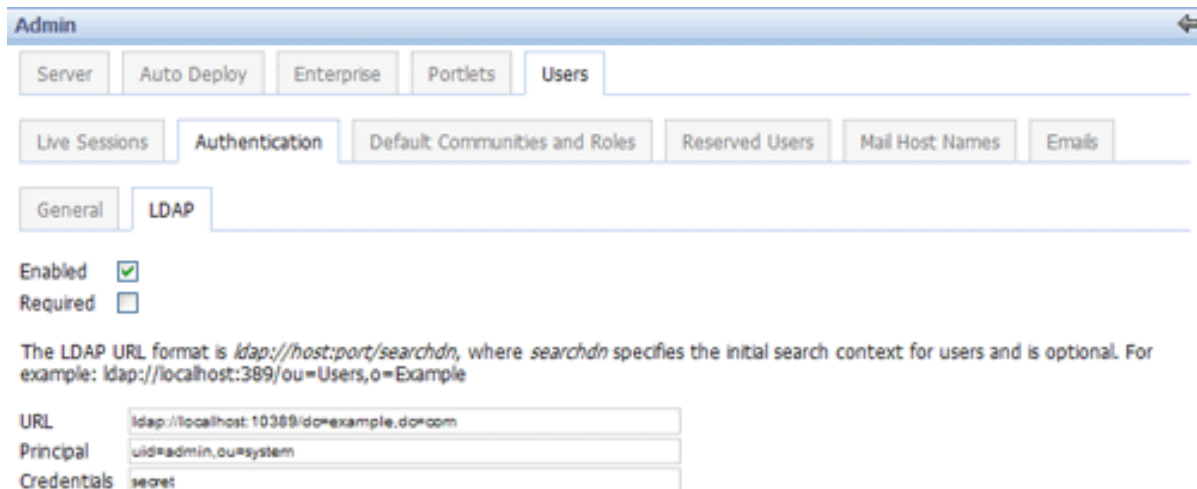 Admin
Server Auto Deploy Enterprise Portlets Users
Live Sessions Authentication Default Communities and Roles Reserved Users Mail Host Names Emails
General LDAP
Enabled
Required
The LDAP URL format is ldap://host:port/searchdn, where searchdn specifies the initial search context for users and is optional. For
example: ldap://localhost:389/ou=Users,o=Example
URL ldap://localhost:10389/dc=example,dc=com
Principal uid=admin,ou=system
Credentials secret